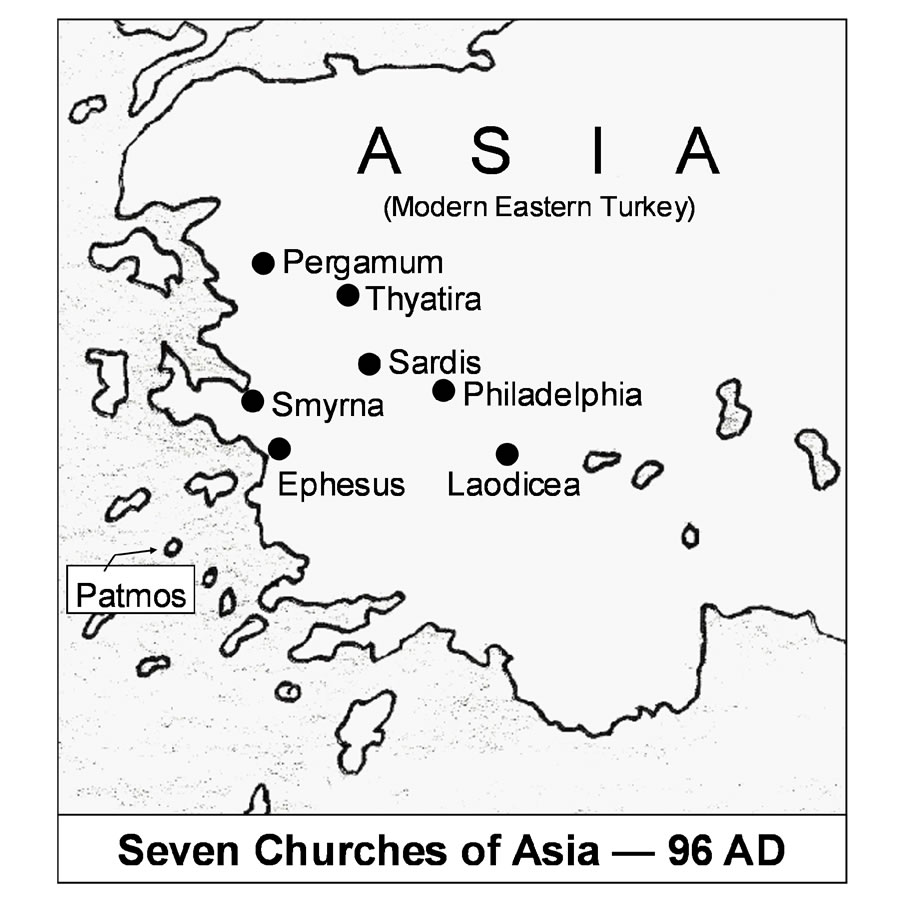 A S I A
(Modern Eastern Turkey)
Pergamum
Thyatira
Sardis
Philadelphia
Smyrna
Ephesus
Laodicea
Patmos
Seven Churches of Asia — 96 AD